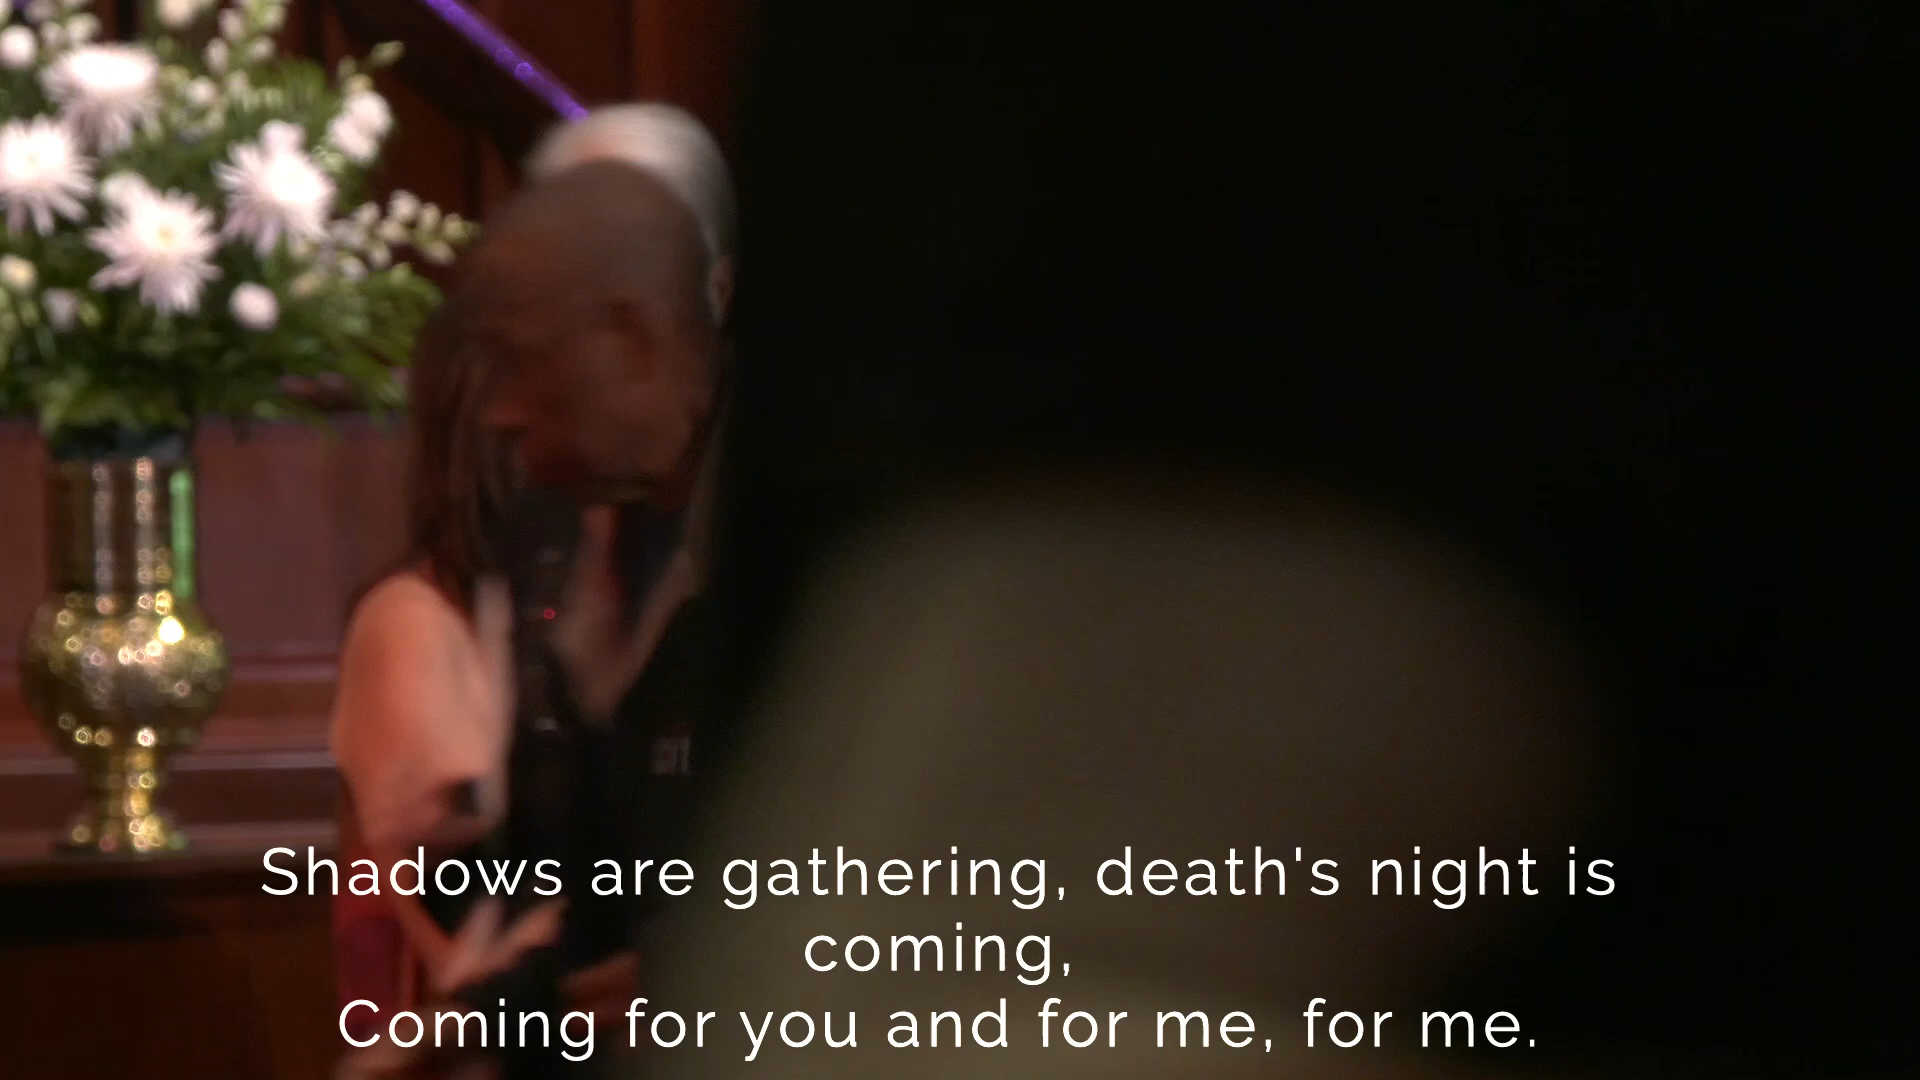 Shadows are gathering, death's night is
coming,
Coming for you and for me, for me.